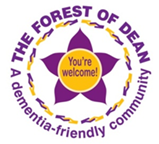 THE FOREST OF DEAN
You're
welcome!
A dementia-friendly community